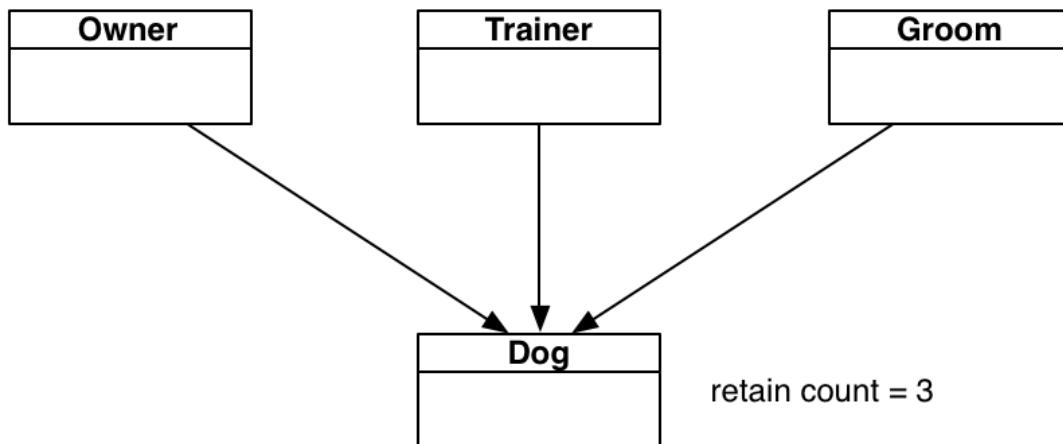 Owner
Trainer
Groom
Dog
retain count = 3